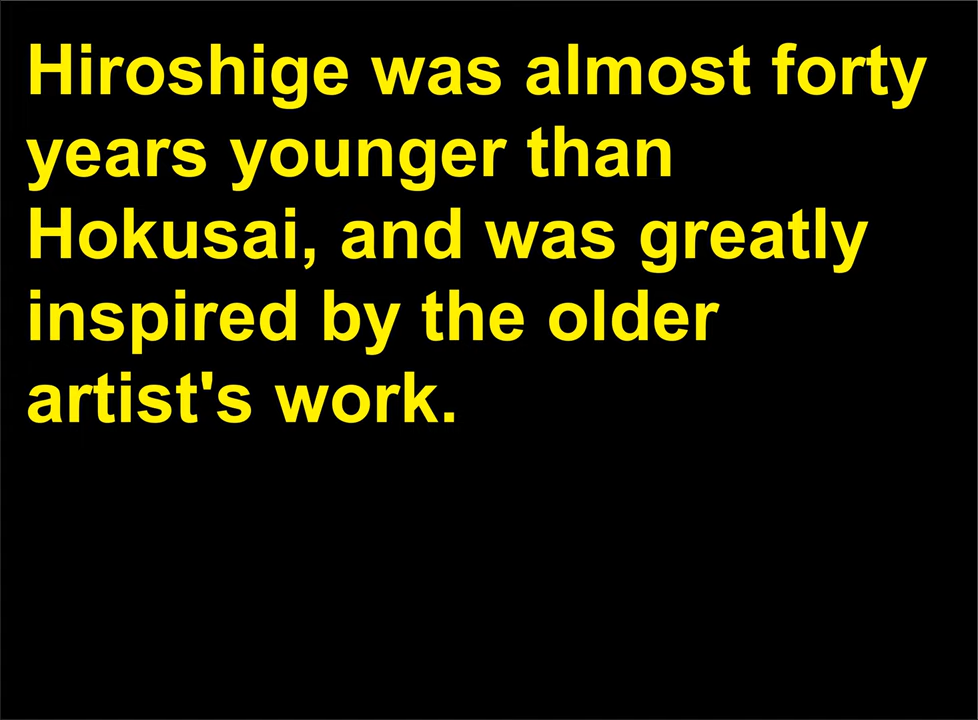 Hiroshige was almost forty
years younger than
Hokusai, and was greatly
inspired by the older
artist's work.